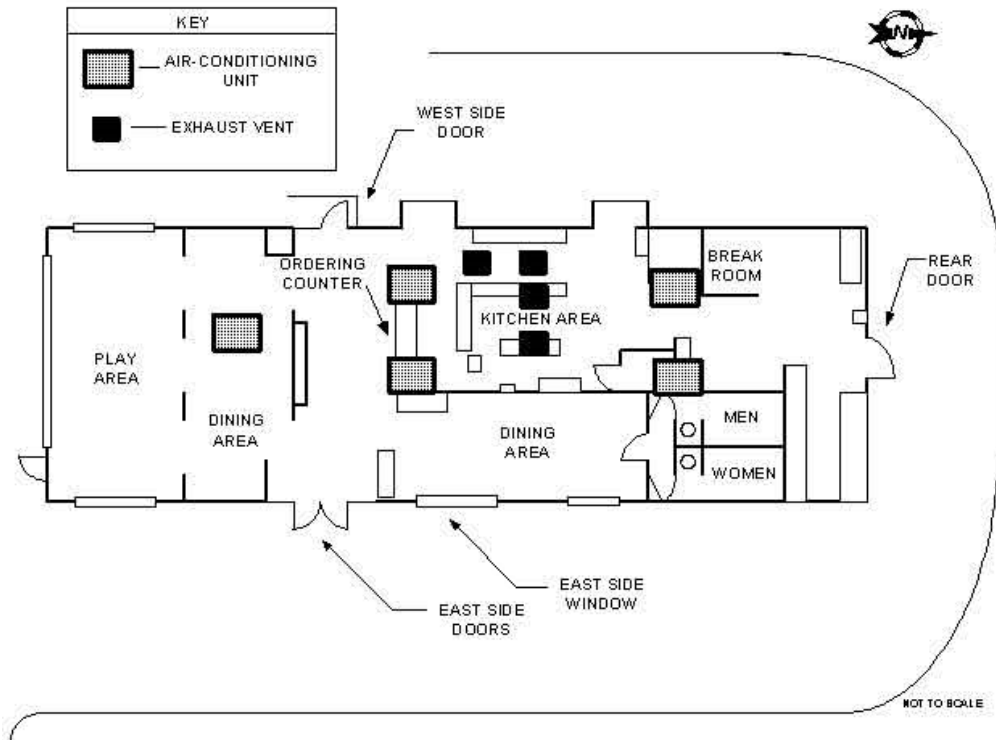 KEY
AIR-CONDITIONING
UNIT
EXHAUST VENT
N
WEST SIDE
DOOR
ORDERING
COUNTER
BREAK
ROOM
REAR
DOOR
KITCHEN AREA
PLAY
AREA
DINING
AREA
DINING
AREA
MEN
WOMEN
EAST SIDE
WINDOW
EAST SIDE
DOORS
NOT TO SCALE